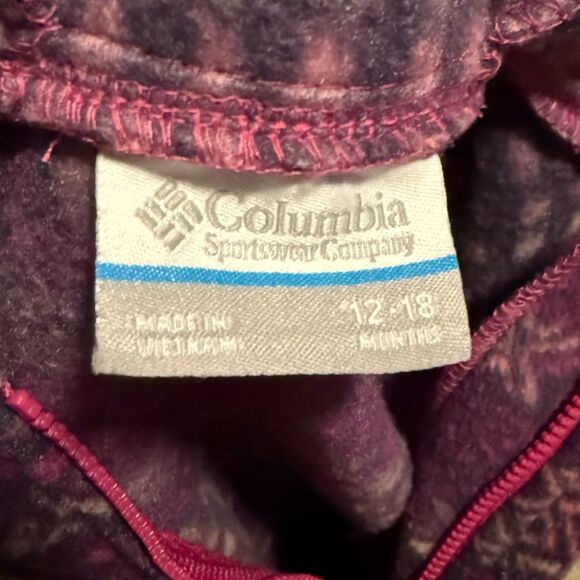 Columbia
Sportswear Company
MADE IN
VIETNAM
12-18
MONTHS